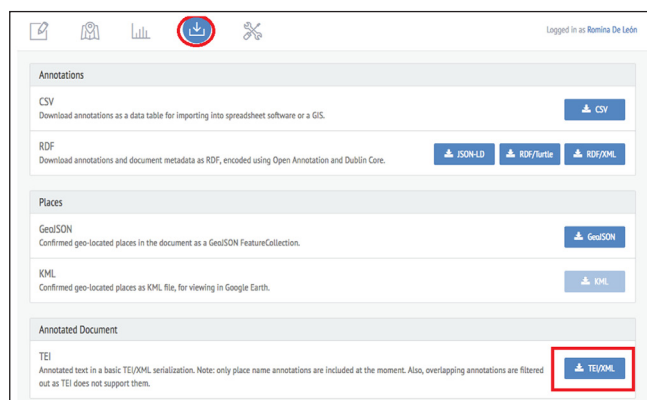 Logged in as Romina De León
Annotations
CSV
Download annotations as a data table for importing into spreadsheet software or a GIS.
CSV
RDF
Download annotations and document metadata as RDF, encoded using Open Annotation and Dublin Core.
JSON-LD RDF/Turtle RDF/XML
Places
GeoJSON
Confirmed geo-located places in the document as a GeoJSON FeatureCollection.
GeoJSON
KML
Confirmed geo-located places as KML file, for viewing in Google Earth.
KML
Annotated Document
TEI
Annotated text in a basic TEI/XML serialization. Note: only place name annotations are included at the moment. Also, overlapping annotations are filtered
out as TEI does not support them.
TEI/XML